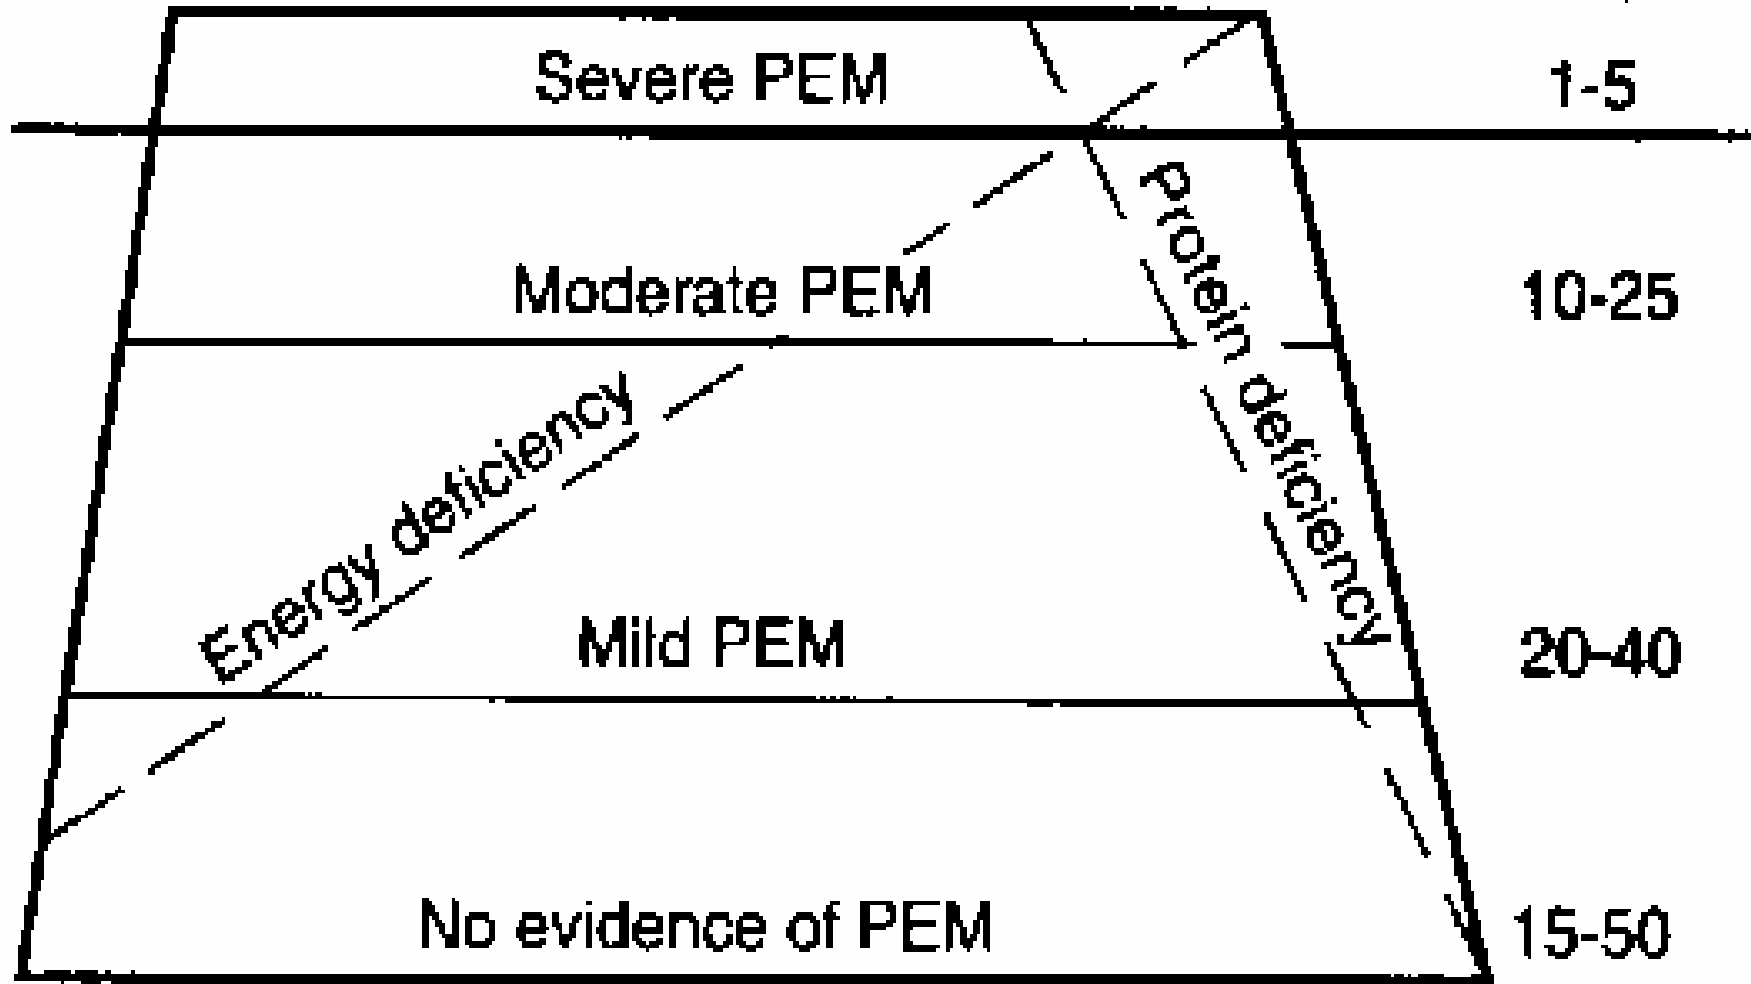 Severe PEM 1-5
Moderate PEM 10-25
Protein deficiency
Energy deficiency
Mild PEM 20-40
No evidence of PEM 15-50